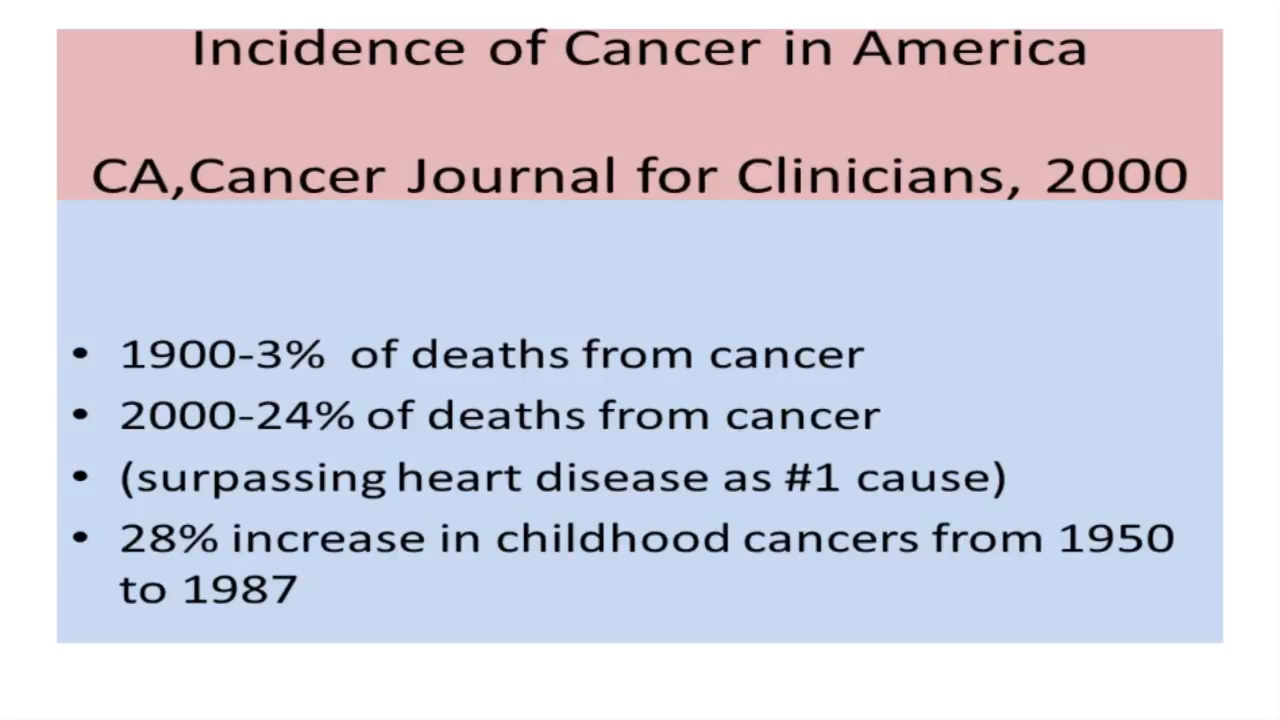 Incidence of Cancer in America
CA,Cancer Journal for Clinicians, 2000
• 1900-3% of deaths from cancer
• 2000-24% of deaths from cancer
• (surpassing heart disease as #1 cause)
• 28% increase in childhood cancers from 1950
to 1987